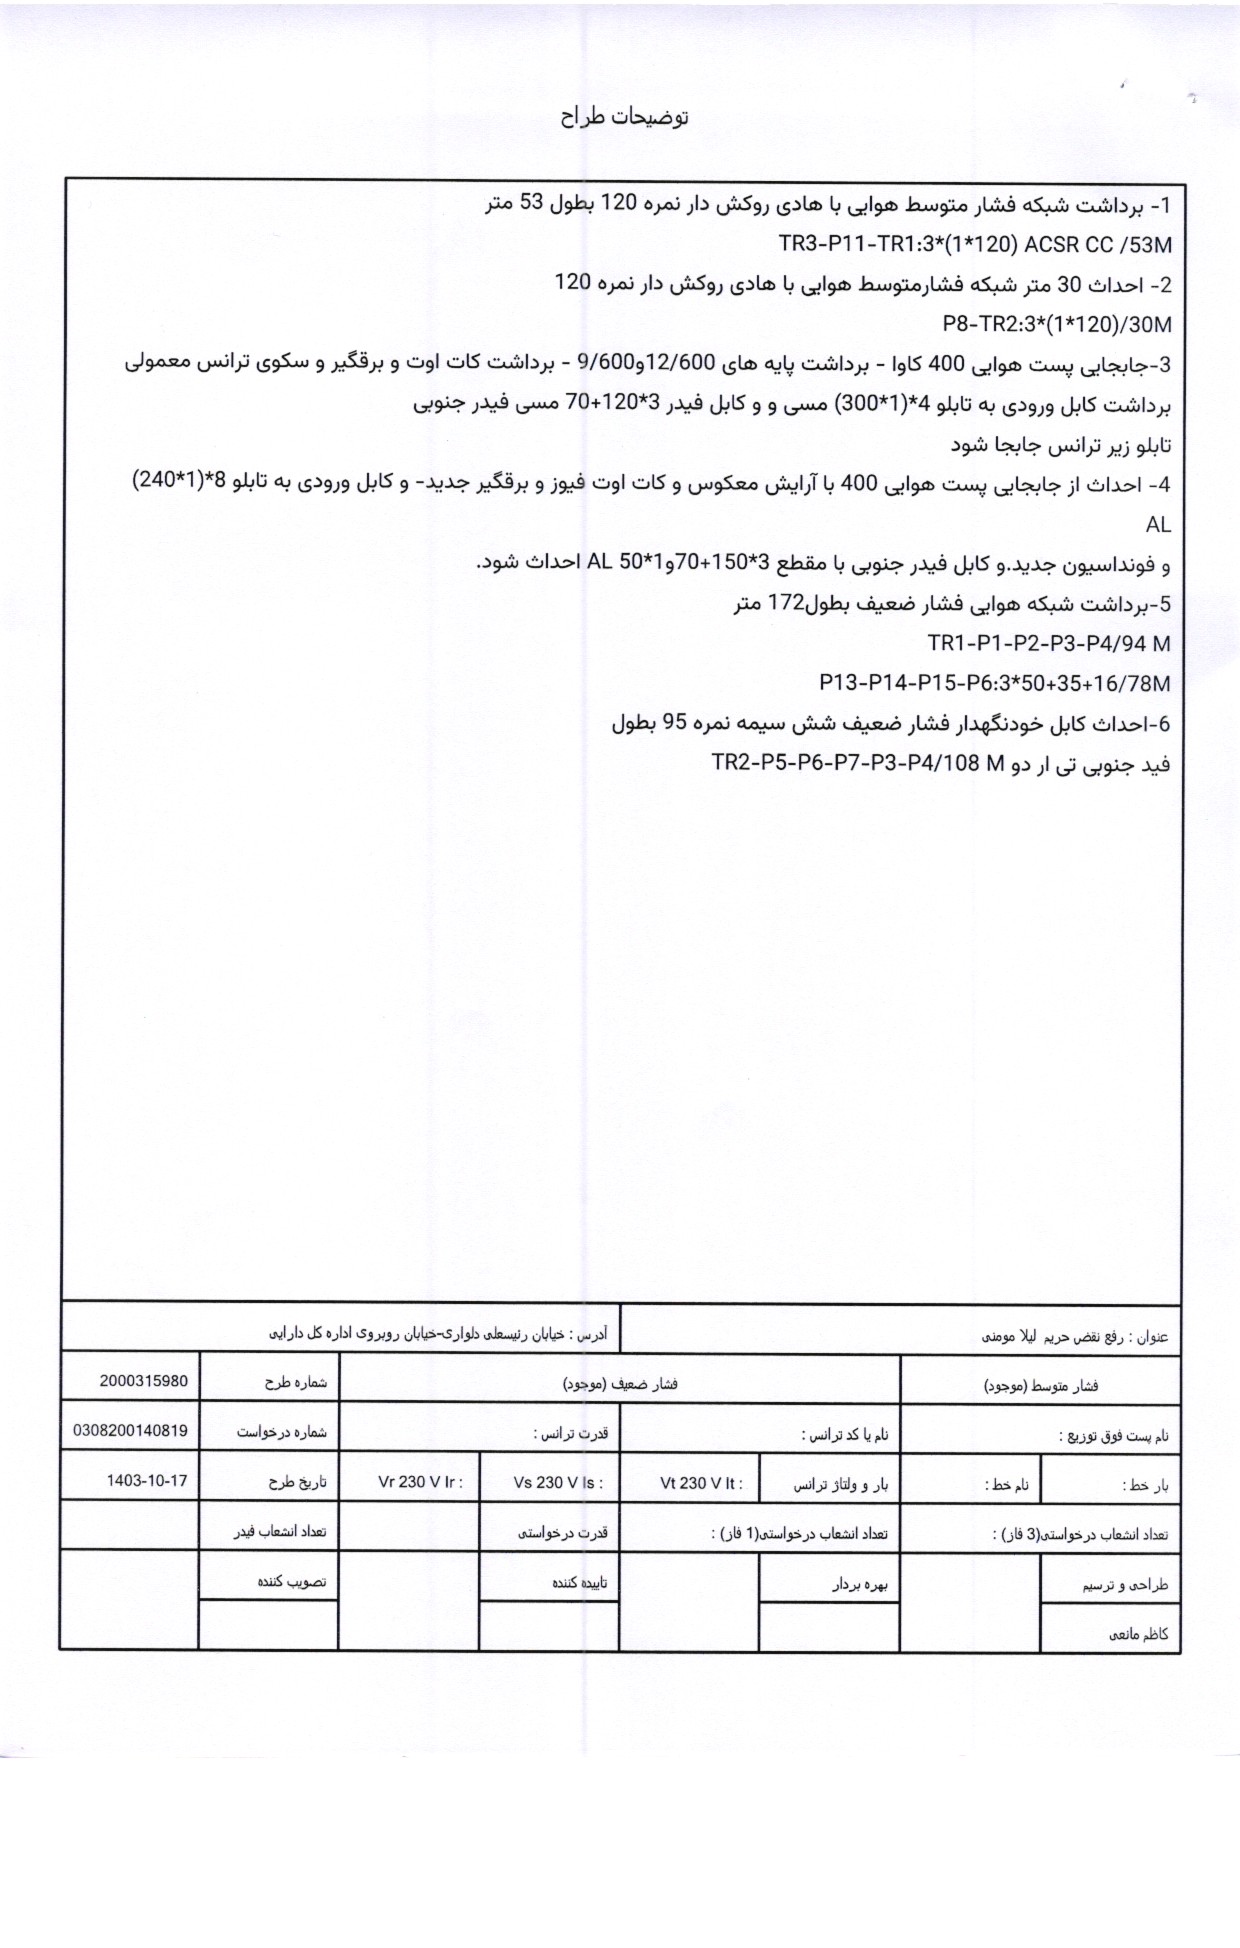 توضیحات طراح
1- برداشت شبکه فشار متوسط هوایی با هادی روکش دار نمره 120 بطول 53 متر
TR3-P11-TR1:3*(1*120) ACSR CC /53M
2- احداث 30 متر شبکه فشارمتوسط هوایی با هادی روکش دار نمره 120
P8-TR2:3*(1*120)/30M
3-جابجایی پست هوایی 400 کاوا - برداشت پایه های 12/600و9/600 - برداشت کات اوت و برقگیر و سکوی ترانس معمولی
برداشت کابل ورودی به تابلو 4*(1*300) مسی و و کابل فیدر 3*120+70 مسی فیدر جنوبی
تابلو زیر ترانس جابجا شود
4- احداث از جابجایی پست هوایی 400 با آرایش معکوس و کات اوت فیوز و برقگیر جدید- و کابل ورودی به تابلو 8*(1*240)
AL
و فونداسیون جدید.و کابل فیدر جنوبی با مقطع 3*150+70و1*50 AL احداث شود.
5-برداشت شبکه هوایی فشار ضعیف بطول172 متر
TR1-P1-P2-P3-P4/94 M
P13-P14-P15-P6:3*50+35+16/78M
6-احداث کابل خودنگهدار فشار ضعیف شش سیمه نمره 95 بطول
فید جنوبی تی ار دو TR2-P5-P6-P7-P3-P4/108 M
عنوان : رفع نقض حریم لیلا مومنی آدرس : خیابان رئیسعلی دلواری-خیابان روبروی اداره کل دارایی
فشار متوسط (موجود) فشار ضعیف (موجود) شماره طرح 2000315980
نام پست فوق توزیع : نام یا کد ترانس : قدرت ترانس : شماره درخواست 0308200140819
بار خط : نام خط : بار و ولتاژ ترانس Vt 230 V It : Vs 230 V Is : Vr 230 V Ir : تاریخ طرح 1403-10-17
تعداد انشعاب درخواستی(3 فاز) : تعداد انشعاب درخواستی(1 فاز) : قدرت درخواستی تعداد انشعاب فیدر
طراحی و ترسیم بهره بردار تاییده کننده تصویب کننده
کاظم مانعی